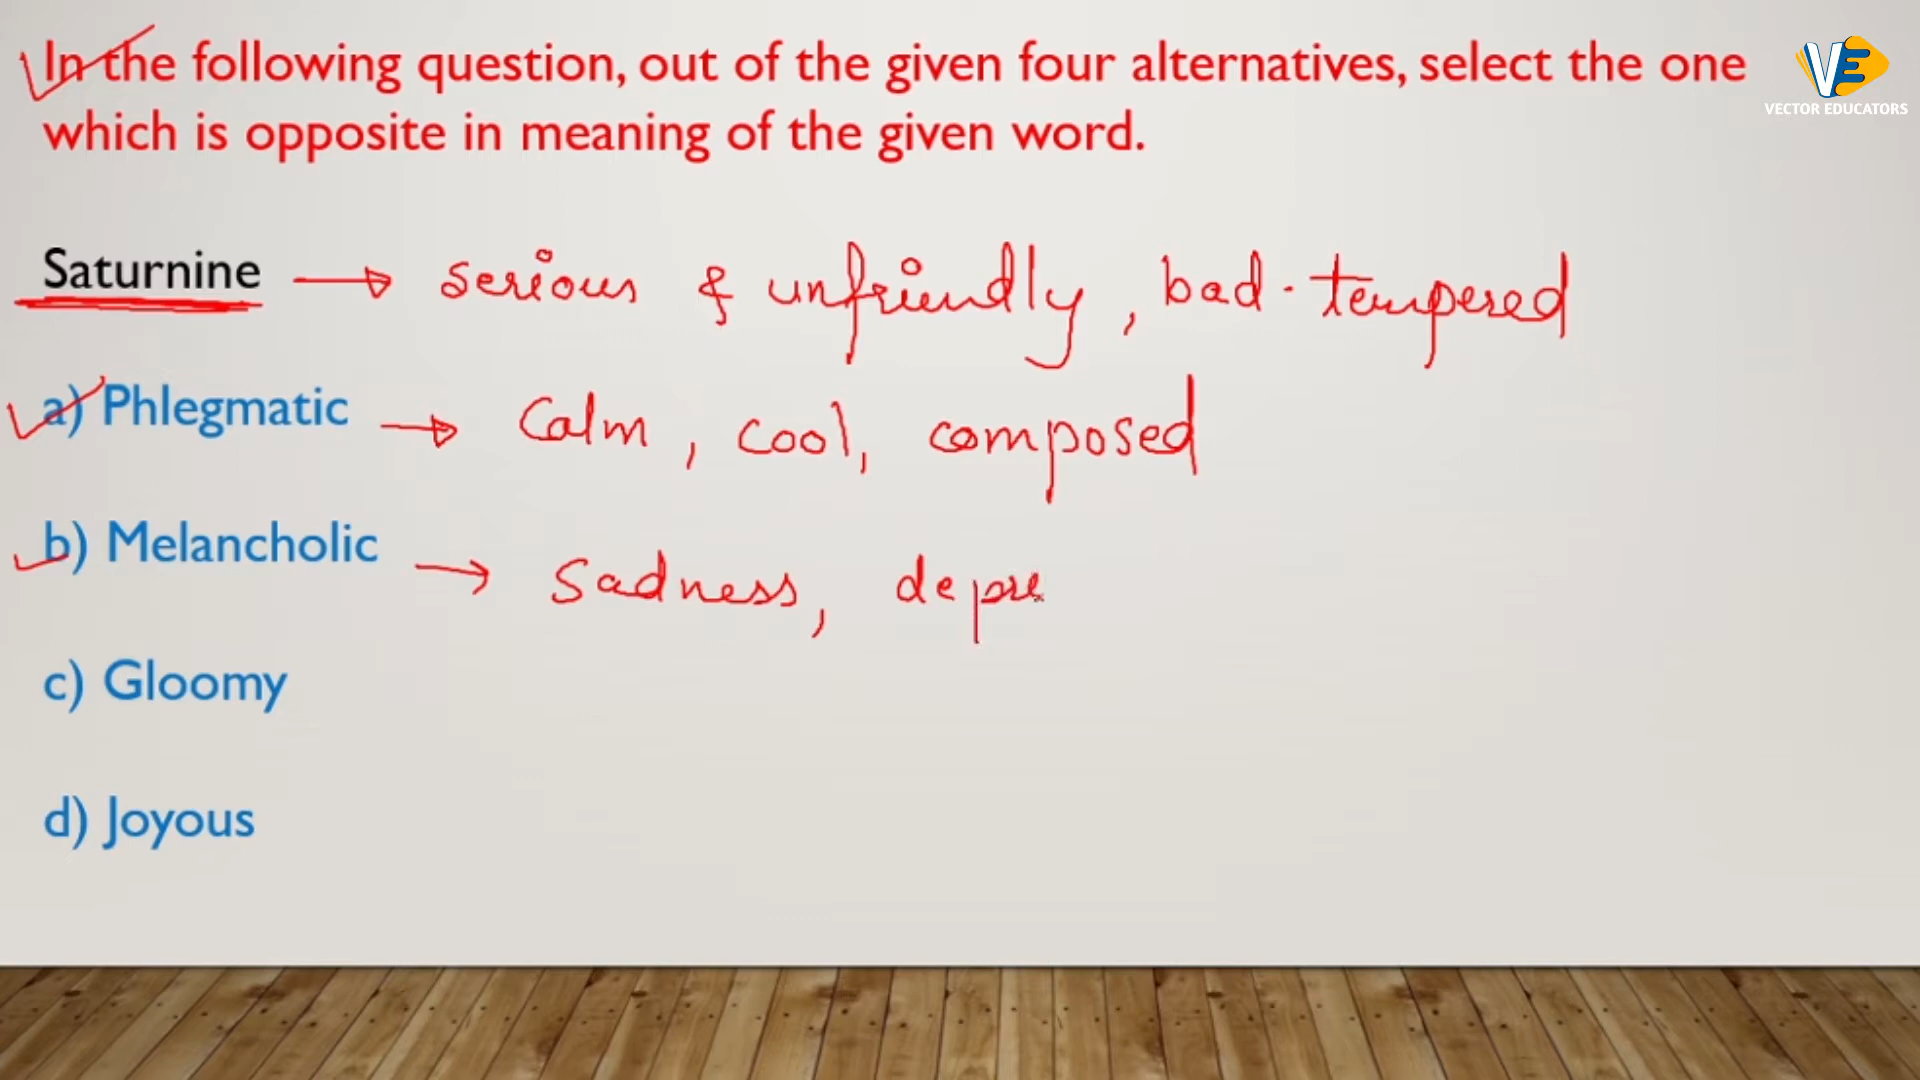 In the following question, out of the given four alternatives, select the one
VECTOR EDUCATORS
which is opposite in meaning of the given word.
Saturnine → serious & unfriendly, bad-tempered
a) Phlegmatic → Calm, cool, composed
b) Melancholic → Sadness, depre
c) Gloomy
d) Joyous